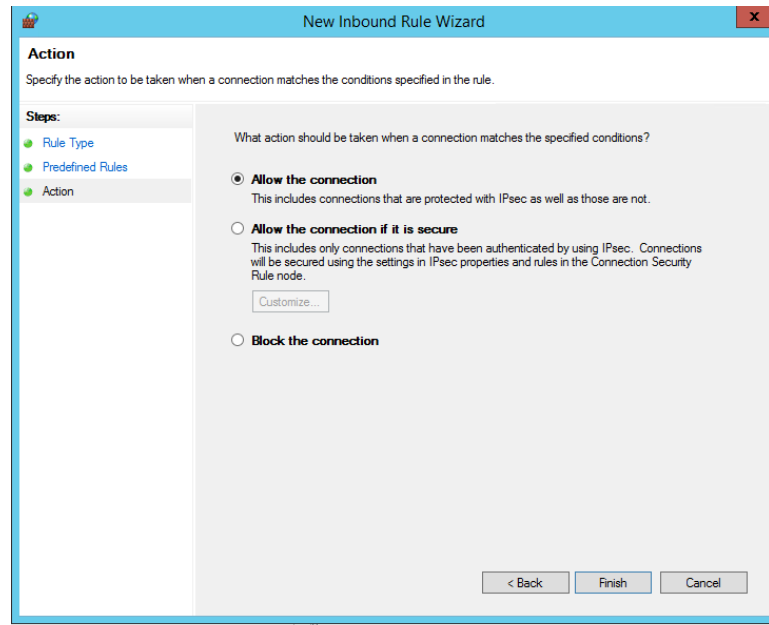 New Inbound Rule Wizard
x
Action
Specify the action to be taken when a connection matches the conditions specified in the rule.
Steps:
Rule Type
Predefined Rules
Action
What action should be taken when a connection matches the specified conditions?
Allow the connection
This includes connections that are protected with IPsec as well as those are not.
Allow the connection if it is secure
This includes only connections that have been authenticated by using IPsec. Connections
will be secured using the settings in IPsec properties and rules in the Connection Security
Rule node.
Customize...
Block the connection
< Back
Finish
Cancel